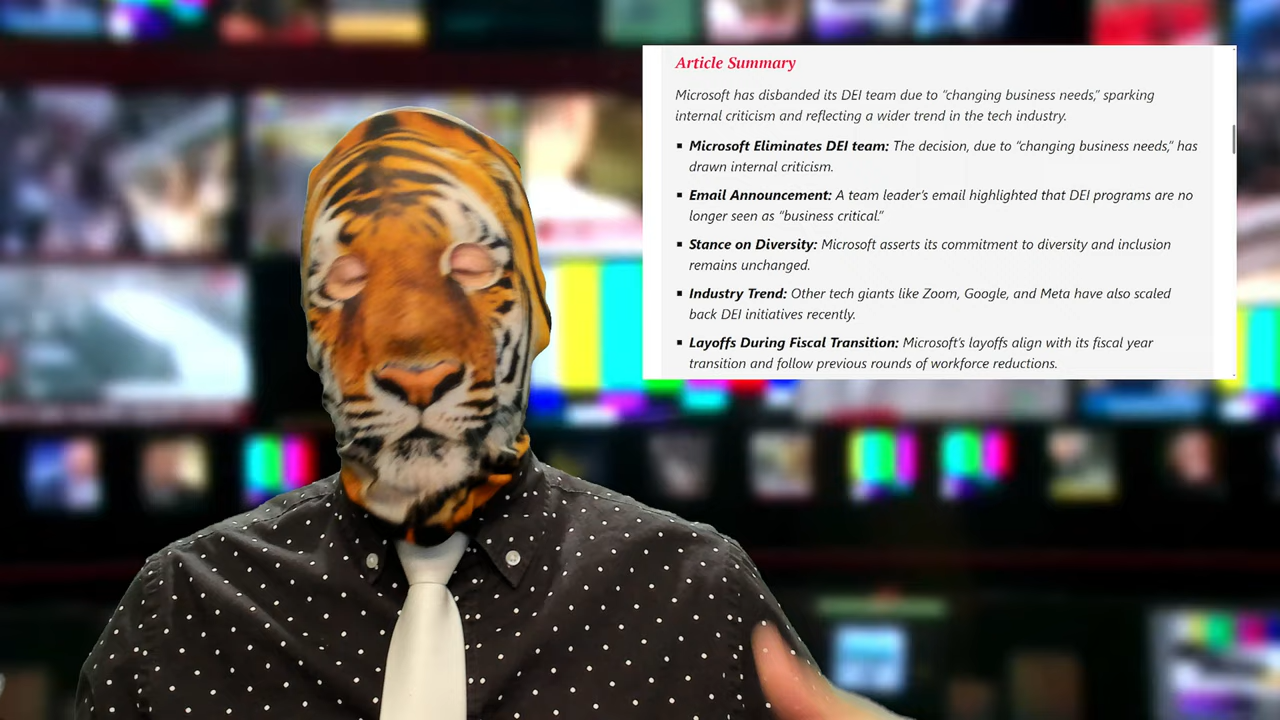 Article Summary
Microsoft has disbanded its DEI team due to “changing business needs,” sparking
internal criticism and reflecting a wider trend in the tech industry.
▪ Microsoft Eliminates DEI team: The decision, due to “changing business needs,” has
drawn internal criticism.
▪ Email Announcement: A team leader’s email highlighted that DEI programs are no
longer seen as “business critical.”
▪ Stance on Diversity: Microsoft asserts its commitment to diversity and inclusion
remains unchanged.
▪ Industry Trend: Other tech giants like Zoom, Google, and Meta have also scaled
back DEI initiatives recently.
▪ Layoffs During Fiscal Transition: Microsoft’s layoffs align with its fiscal year
transition and follow previous rounds of workforce reductions.